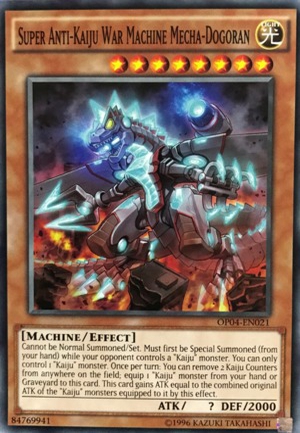 SUPER ANTI-KAIJU WAR MACHINE MECHA-DOGORAN
LIGHT
光
OP04-EN021
[MACHINE/EFFECT]
Cannot be Normal Summoned/Set. Must first be Special Summoned (from
your hand) while your opponent controls a "Kaiju" monster. You can only
control 1 "Kaiju" monster. Once per turn: You can remove 2 Kaiju Counters
from anywhere on the field; equip 1 "Kaiju" monster from your hand or
Graveyard to this card. This card gains ATK equal to the combined original
ATK of the "Kaiju" monsters equipped to it by this effect.
ATK/ ? DEF/2000
84769941
©1996 KAZUKI TAKAHASHI